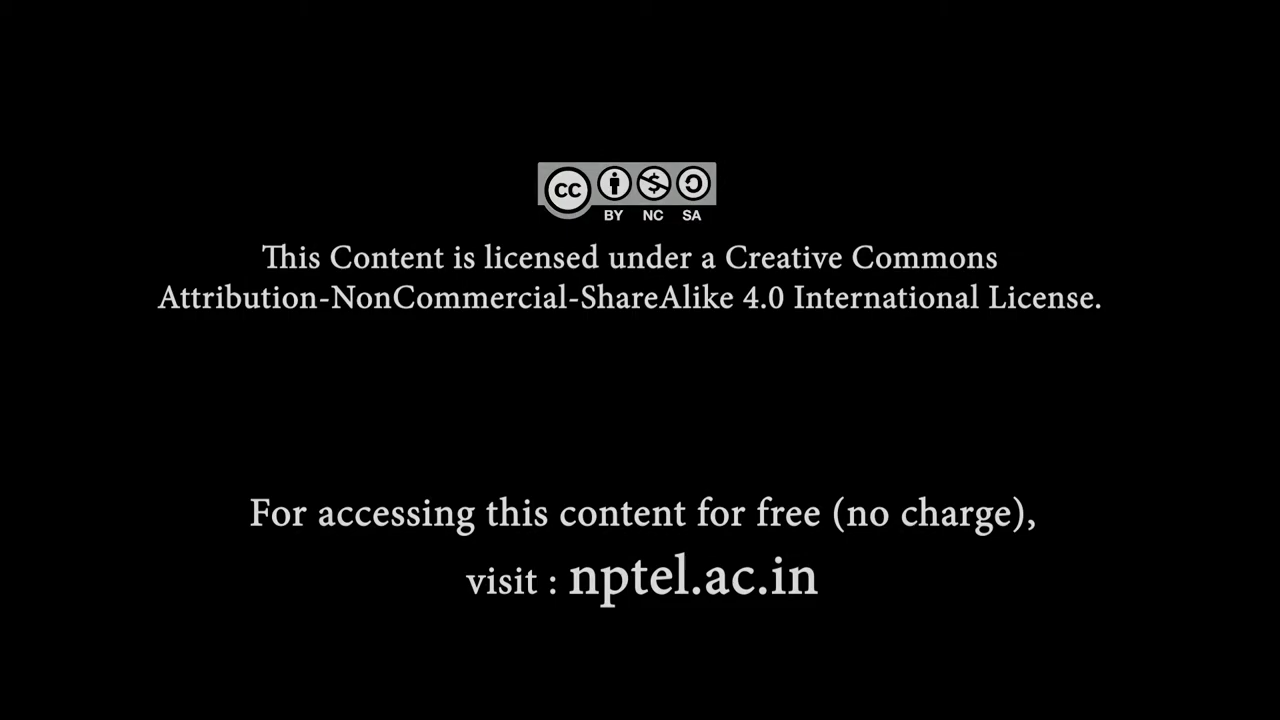 cc
BY NC SA
This Content is licensed under a Creative Commons
Attribution-NonCommercial-ShareAlike 4.0 International License.
For accessing this content for free (no charge),
visit : nptel.ac.in